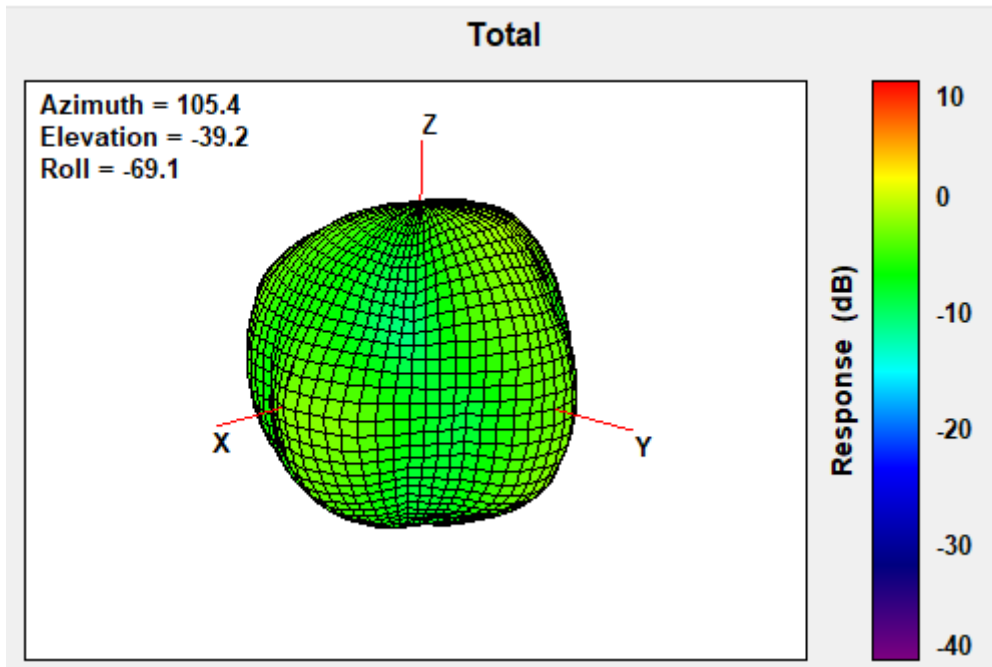 Total
Azimuth = 105.4
Elevation = -39.2
Roll = -69.1
Z
X
Y
10
0
-10
-20
-30
-40
Response (dB)